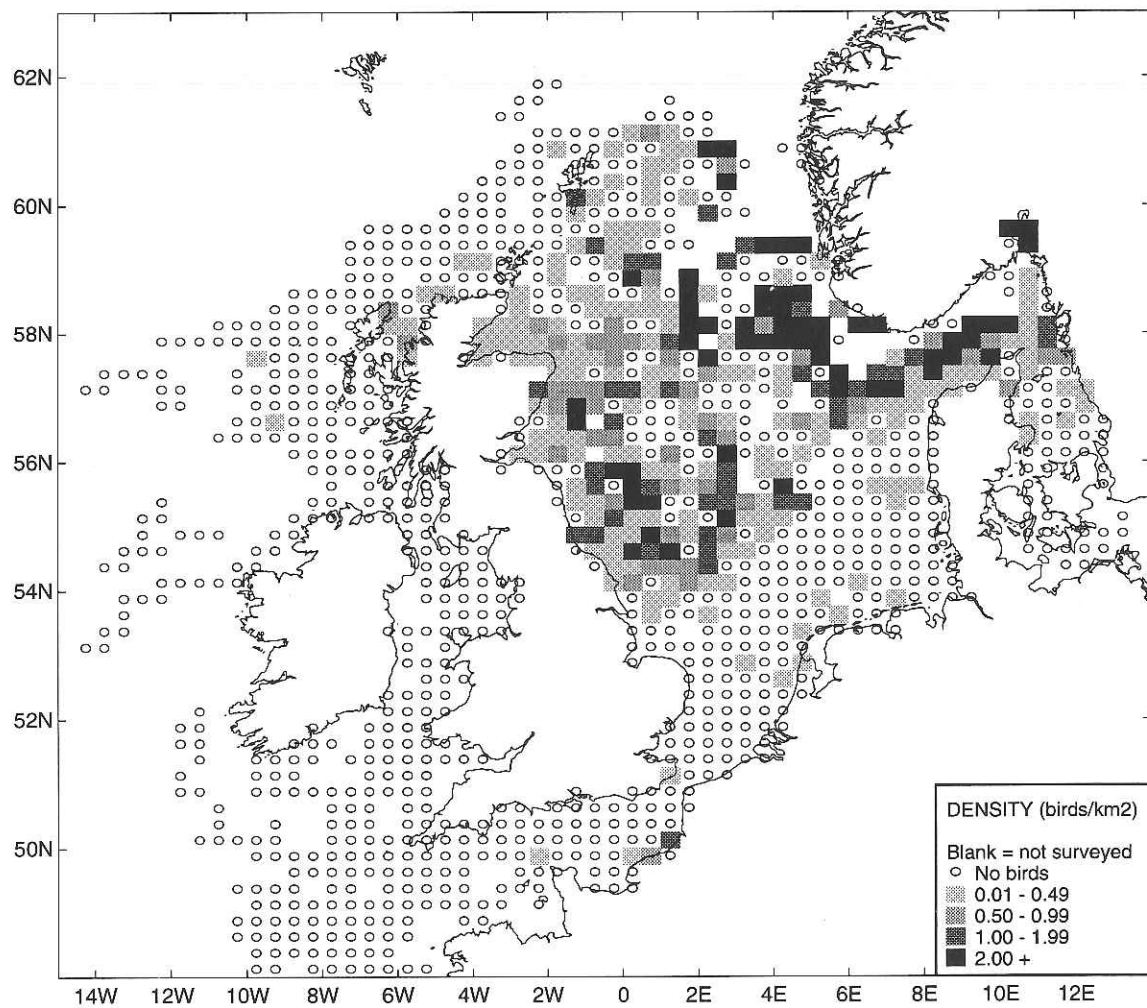 62N
60N
58N
56N
54N
52N
50N
DENSITY (birds/km2)
Blank = not surveyed
No birds
0.01 - 0.49
0.50 - 0.99
1.00 - 1.99
2.00 +
14W 12W 10W 8W 6W 4W 2W 0 2E 4E 6E 8E 10E 12E